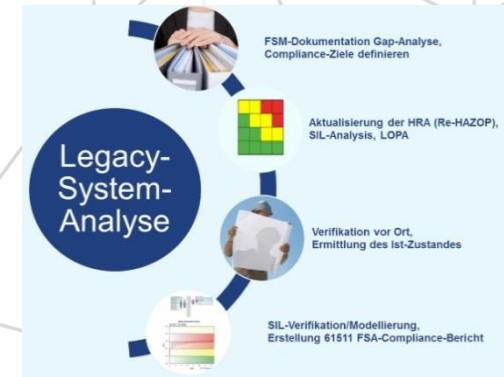 FSM-Dokumentation Gap-Analyse,
Compliance-Ziele definieren
Legacy-
System-
Analyse
Aktualisierung der HRA (Re-HAZOP),
SIL-Analysis, LOPA
Verifikation vor Ort,
Ermittlung des Ist-Zustandes
SIL-Verifikation/Modellierung,
Erstellung 61511 FSA-Compliance-Bericht